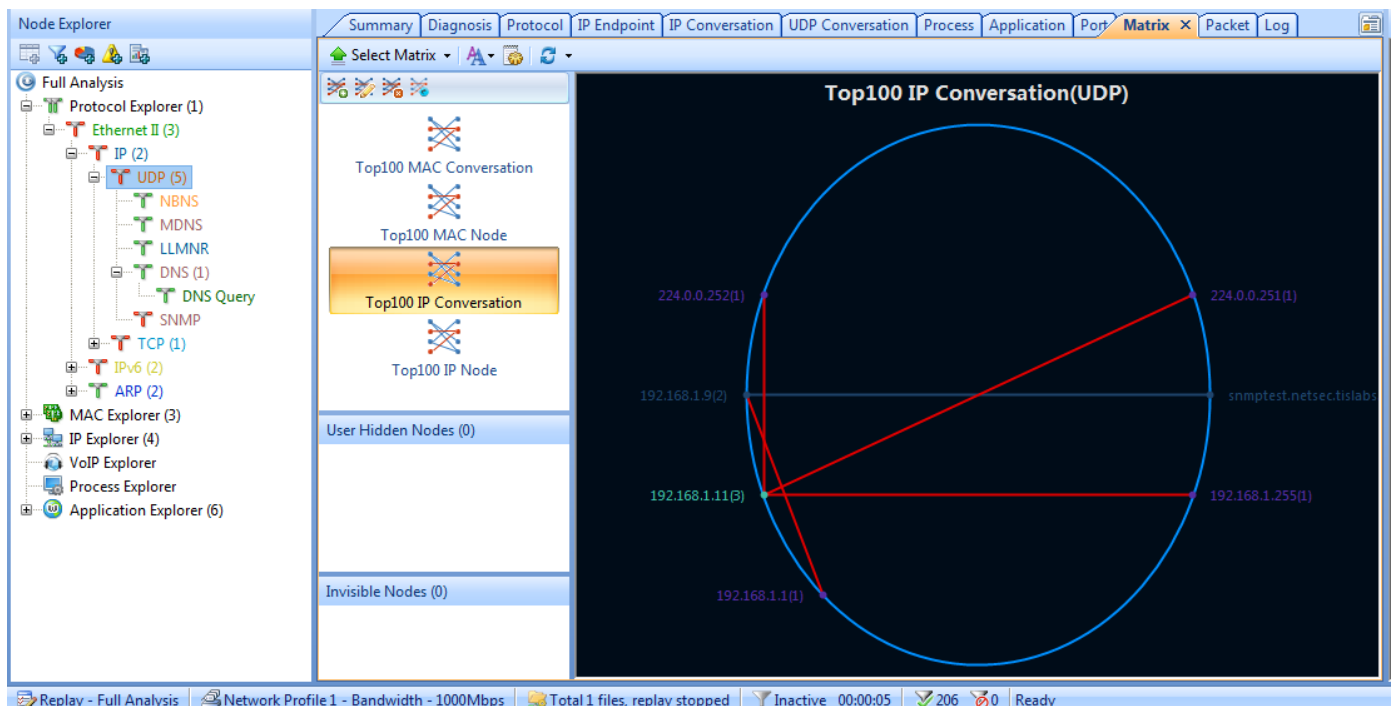 Node Explorer
Summary Diagnosis Protocol IP Endpoint IP Conversation UDP Conversation Process Application Port Matrix Packet Log
Select Matrix
Full Analysis
Protocol Explorer (1)
Ethernet II (3)
IP (2)
UDP (5)
NBNS
MDNS
LLMNR
DNS (1)
DNS Query
SNMP
TCP (1)
IPv6 (2)
ARP (2)
MAC Explorer (3)
IP Explorer (4)
VoIP Explorer
Process Explorer
Application Explorer (6)
Top100 MAC Conversation
Top100 MAC Node
Top100 IP Conversation
Top100 IP Node
User Hidden Nodes (0)
Invisible Nodes (0)
Top100 IP Conversation(UDP)
224.0.0.252(1)
224.0.0.251(1)
192.168.1.9(2)
snmptest.netsec.tislabs
192.168.1.11(3)
192.168.1.255(1)
192.168.1.1(1)
Replay - Full Analysis Network Profile 1 - Bandwidth - 1000Mbps Total 1 files, replay stopped Inactive 00:00:05 206 0 Ready